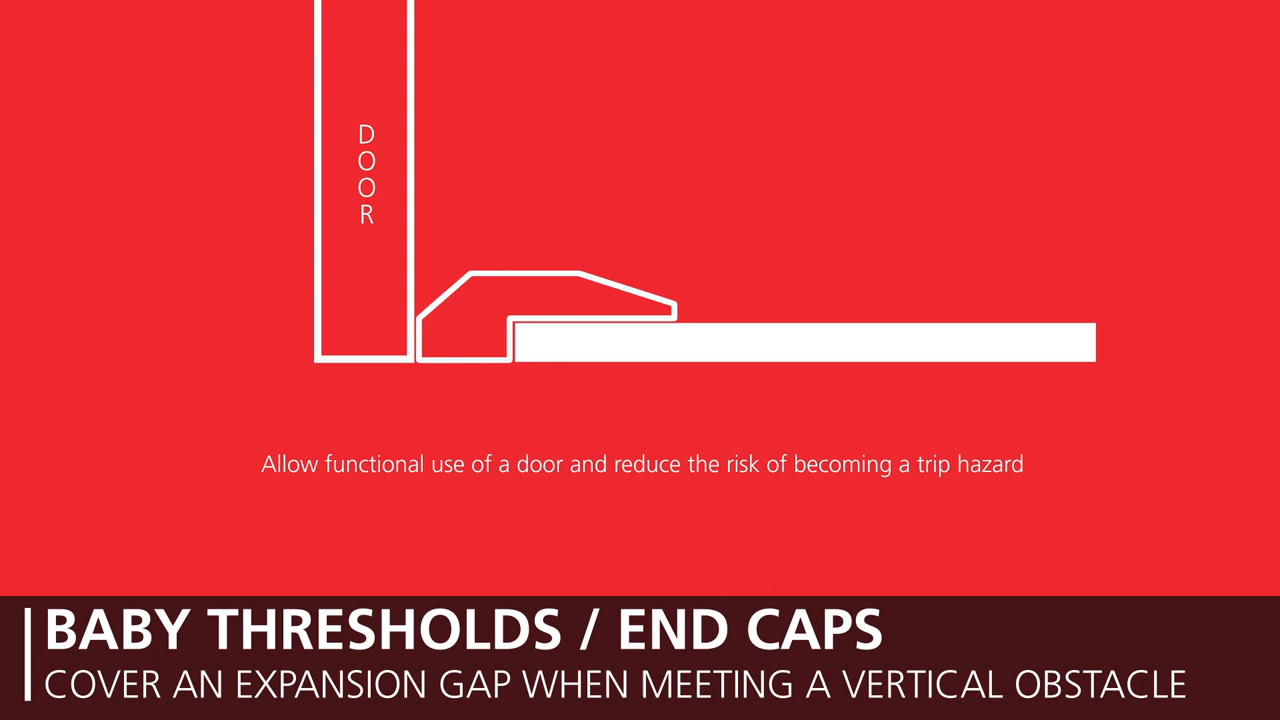 DOOR
Allow functional use of a door and reduce the risk of becoming a trip hazard
BABY THRESHOLDS / END CAPS
COVER AN EXPANSION GAP WHEN MEETING A VERTICAL OBSTACLE